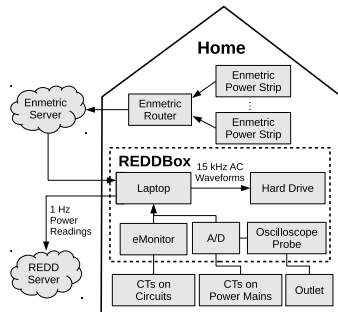 Home
Enmetric
Power Strip
Enmetric
Server
Enmetric
Router
Enmetric
Power Strip
REDDBox
15 kHz AC
Waveforms
Laptop
Hard Drive
1 Hz
Power
Readings
eMonitor
A/D
Oscilloscope
Probe
REDD
Server
CTs on
Circuits
CTs on
Power Mains
Outlet